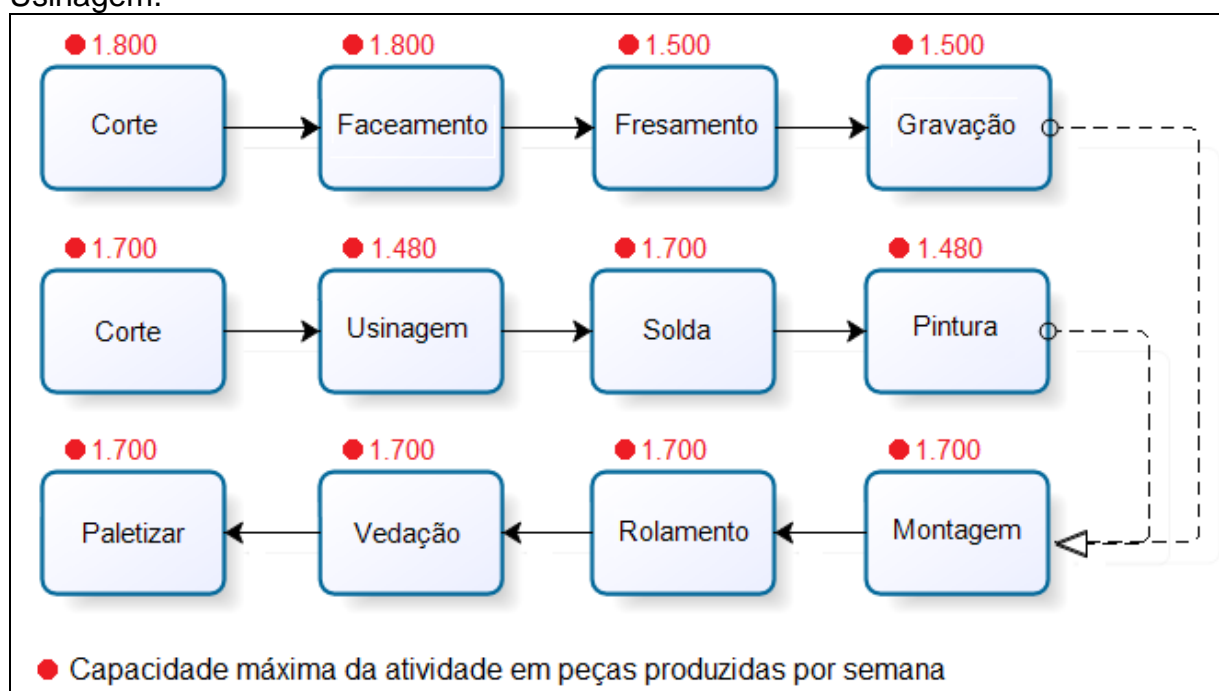 Usinagem.
1.800 1.800 1.500 1.500
Corte Faceamento Fresamento Gravação
1.700 1.480 1.700 1.480
Corte Usinagem Solda Pintura
1.700 1.700 1.700 1.700
Paletizar Vedação Rolamento Montagem
Capacidade máxima da atividade em peças produzidas por semana